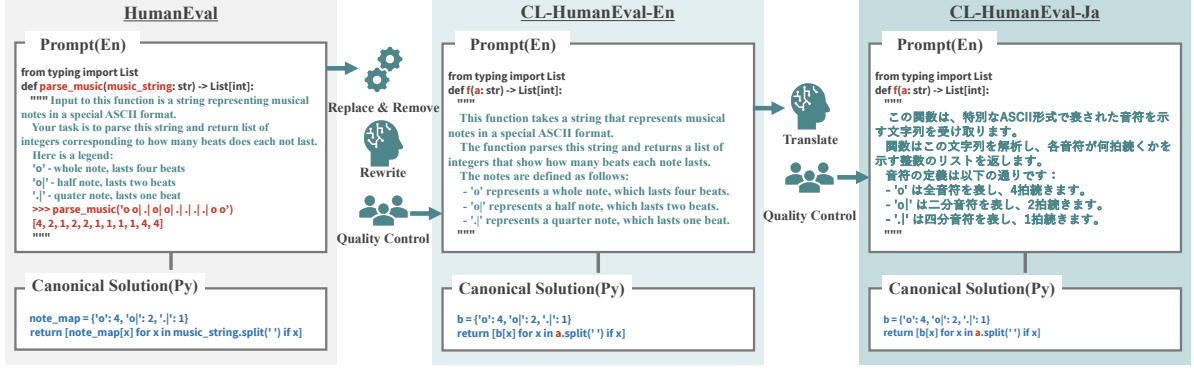 HumanEval
Prompt(En)
from typing import List
def parse_music(music_string: str) -> List[int]:
""" Input to this function is a string representing musical
notes in a special ASCII format.
Your task is to parse this string and return list of
integers corresponding to how many beats does each not last.
Here is a legend:
'o' - whole note, lasts four beats
'o|' - half note, lasts two beats
'.|' - quater note, lasts one beat
>>> parse_music('o o| .| o| o| .| .| .| .| o o')
[4, 2, 1, 2, 2, 1, 1, 1, 1, 4, 4]
"""
Canonical Solution(Py)
note_map = {'o': 4, 'o|': 2, '.|': 1}
return [note_map[x] for x in music_string.split(' ') if x]
Replace & Remove
Rewrite
Quality Control
CL-HumanEval-En
Prompt(En)
from typing import List
def f(a: str) -> List[int]:
"""
This function takes a string that represents musical
notes in a special ASCII format.
The function parses this string and returns a list of
integers that show how many beats each note lasts.
The notes are defined as follows:
- 'o' represents a whole note, which lasts four beats.
- 'o|' represents a half note, which lasts two beats.
- '.|' represents a quarter note, which lasts one beat.
"""
Canonical Solution(Py)
b = {'o': 4, 'o|': 2, '.|': 1}
return [b[x] for x in a.split(' ') if x]
Translate
Quality Control
CL-HumanEval-Ja
Prompt(En)
from typing import List
def f(a: str) -> List[int]:
"""
この関数は、特別なASCII形式で表された音符を示
す文字列を受け取ります。
関数はこの文字列を解析し、各音符が何拍続くかを
示す整数のリストを返します。
音符の定義は以下の通りです：
- 'o' は全音符を表し、4拍続きます。
- 'o|' は二分音符を表し、2拍続きます。
- '.|' は四分音符を表し、1拍続きます。
"""
Canonical Solution(Py)
b = {'o': 4, 'o|': 2, '.|': 1}
return [b[x] for x in a.split(' ') if x]